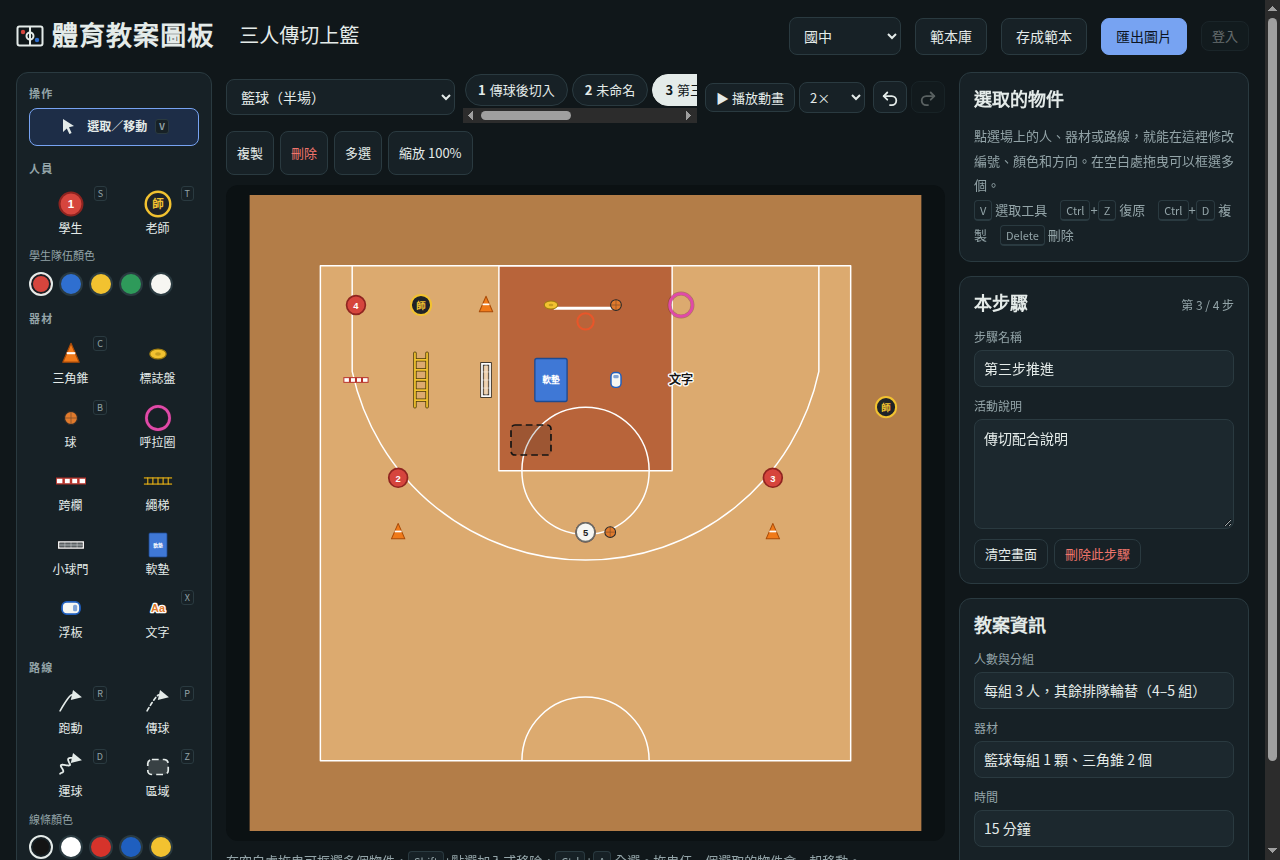 體育教案圖板
三人傳切上籃
國中
範本庫
存成範本
匯出圖片
登入
操作
選取／移動 V
人員
1 S
學生
師 T
老師
學生隊伍顏色
器材
C
三角錐
標誌盤
B
球
呼拉圈
跨欄
繩梯
小球門
軟墊
軟墊
浮板
Aa X
文字
路線
R
跑動
P
傳球
D
運球
Z
區域
線條顏色
籃球（半場）
1 傳球後切入
2 未命名
3 第三
▶ 播放動畫
2×
複製
刪除
多選
縮放 100%
4
師
軟墊
文字
師
2
3
5
選取的物件
點選場上的人、器材或路線，就能在這裡修改
編號、顏色和方向。在空白處拖曳可以框選多
個。
V 選取工具 Ctrl+Z 復原 Ctrl+D 複
製 Delete 刪除
本步驟
第 3 / 4 步
步驟名稱
第三步推進
活動說明
傳切配合說明
清空畫面
刪除此步驟
教案資訊
人數與分組
每組 3 人，其餘排隊輪替（4–5 組）
器材
籃球每組 1 顆、三角錐 2 個
時間
15 分鐘